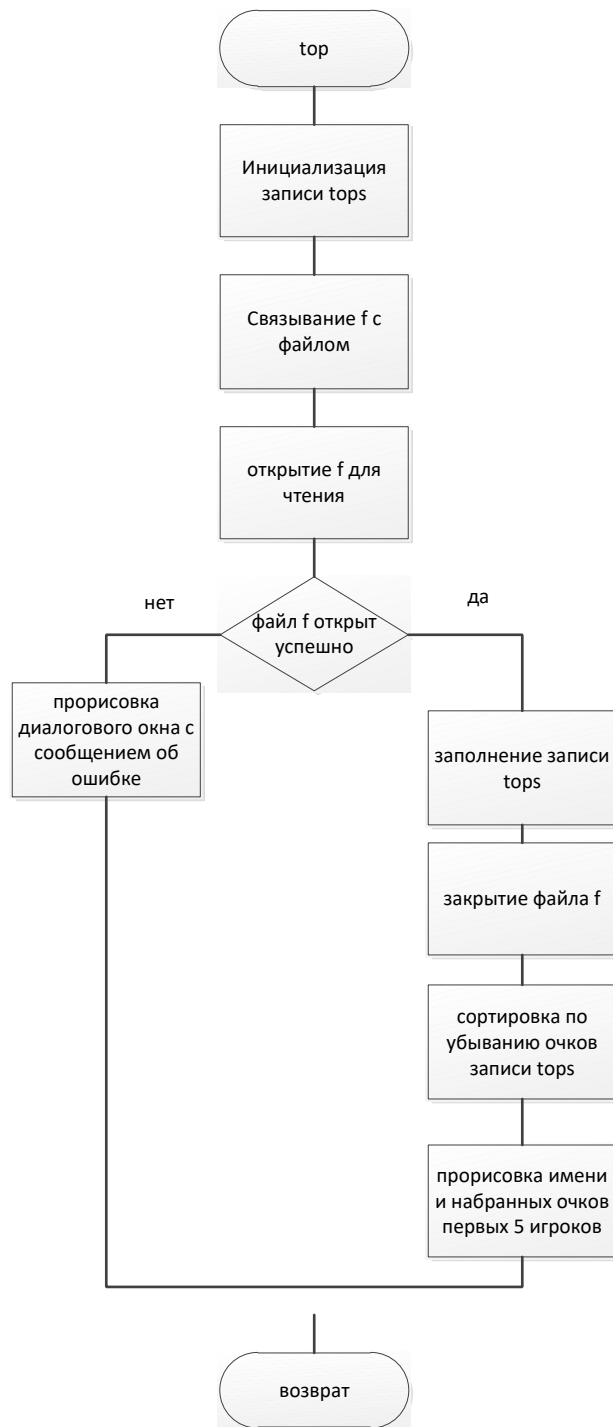 top
Инициализация
записи tops
Связывание f с
файлом
открытие f для
чтения
нет
да
файл f открыт
успешно
прорисовка
диалогового окна с
сообщением об
ошибке
заполнение записи
tops
закрытие файла f
сортировка по
убыванию очков
записи tops
прорисовка имени
и набранных очков
первых 5 игроков
возврат